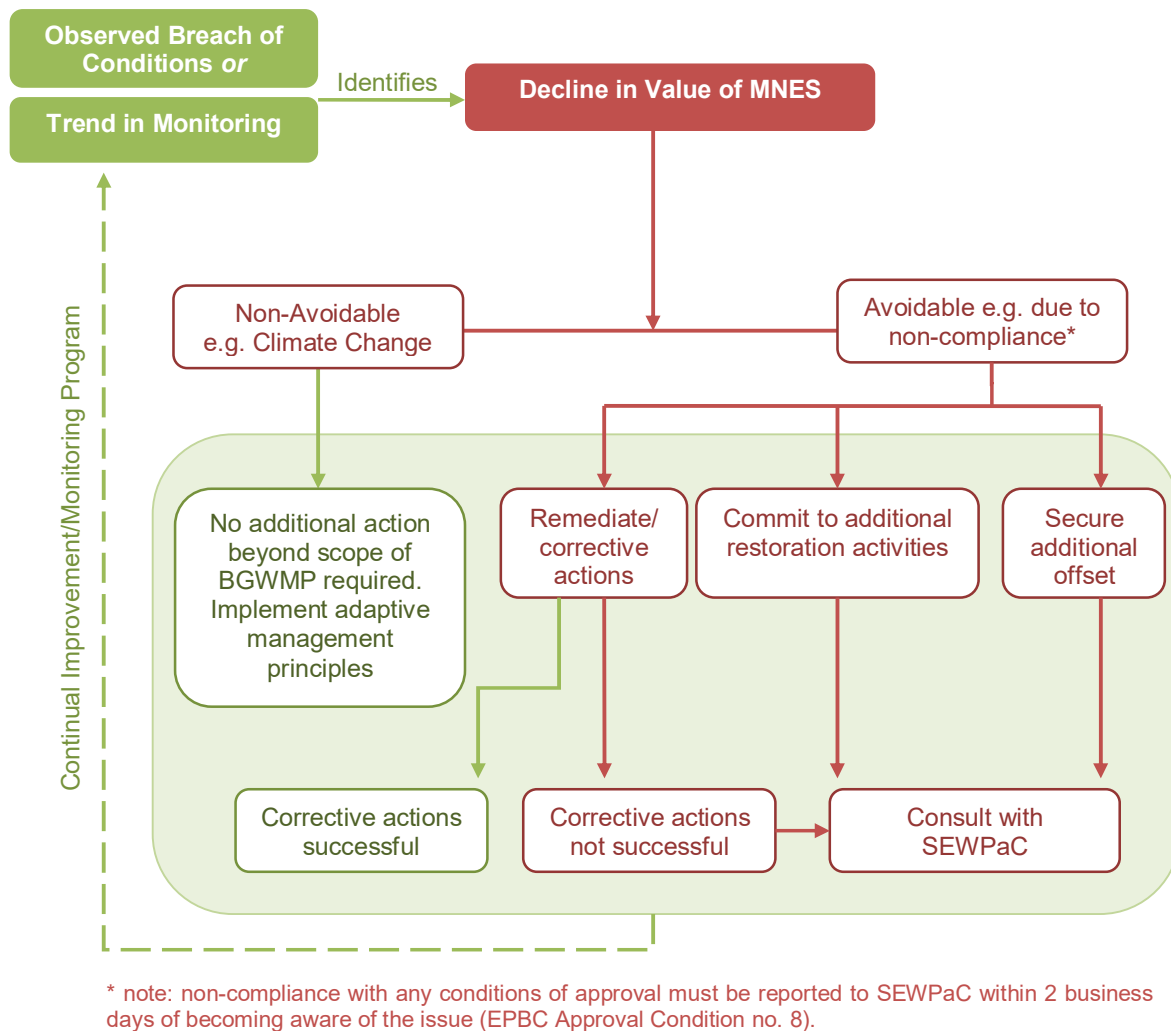 Observed Breach of
Conditions or
Trend in Monitoring
Identifies
Decline in Value of MNES
Non-Avoidable
e.g. Climate Change
Avoidable e.g. due to
non-compliance*
Continual Improvement/Monitoring Program
No additional action
beyond scope of
BGWMP required.
Implement adaptive
management
principles
Remediate/
corrective
actions
Commit to additional
restoration activities
Secure
additional
offset
Corrective actions
successful
Corrective actions
not successful
Consult with
SEWPaC
* note: non-compliance with any conditions of approval must be reported to SEWPaC within 2 business
days of becoming aware of the issue (EPBC Approval Condition no. 8).